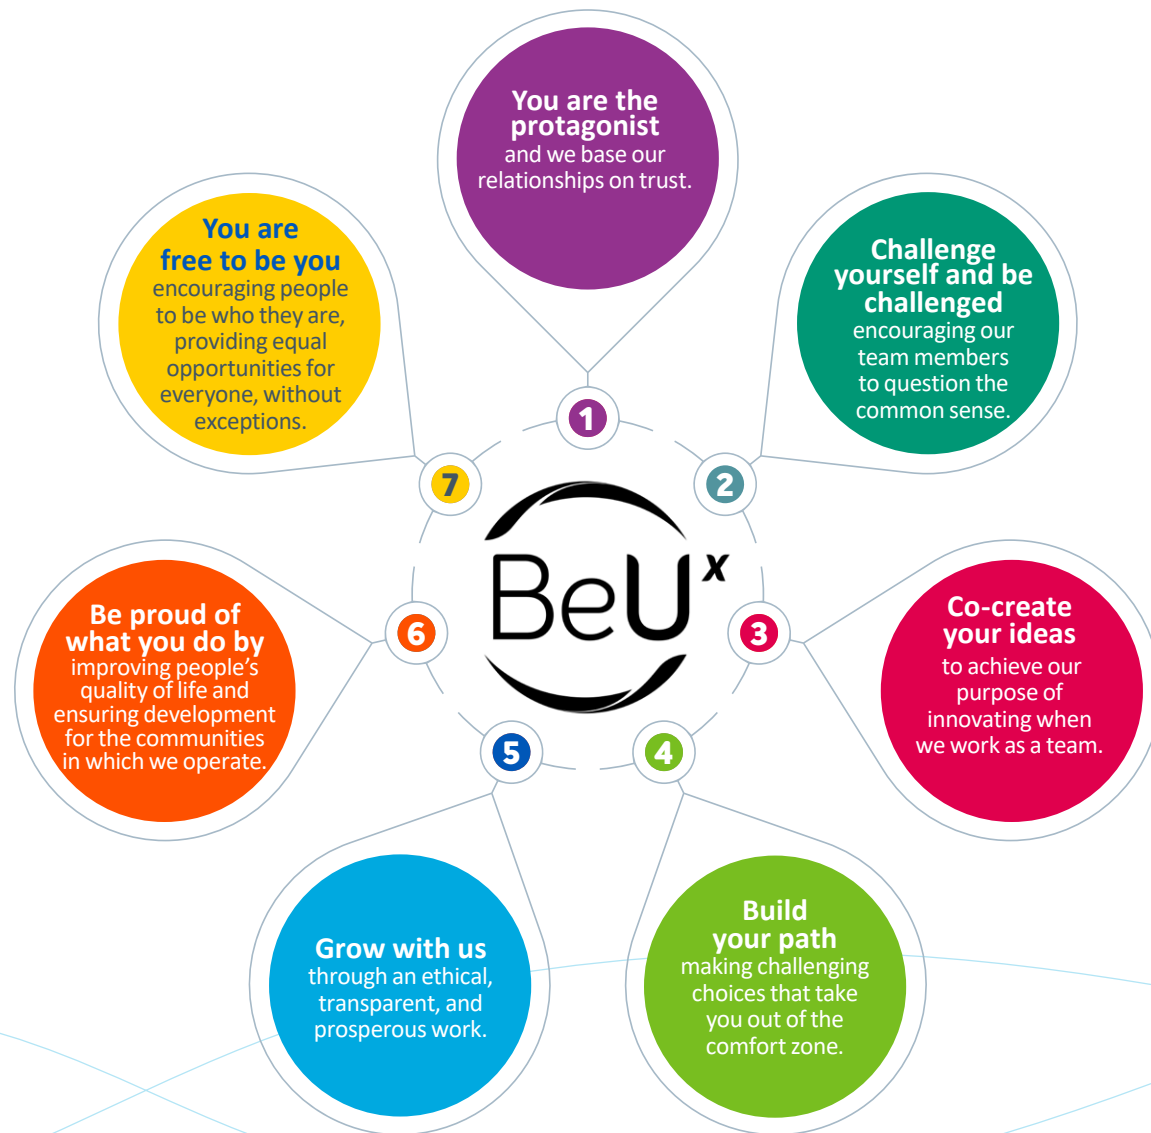 You are the
protagonist
and we base our
relationships on trust.
1
Challenge
yourself and be
challenged
encouraging our
team members
to question the
common sense.
2
Co-create
your ideas
to achieve our
purpose of
innovating when
we work as a team.
3
Build
your path
making challenging
choices that take
you out of the
comfort zone.
4
Grow with us
through an ethical,
transparent, and
prosperous work.
5
Be proud of
what you do by
improving people’s
quality of life and
ensuring development
for the communities
in which we operate.
6
You are
free to be you
encouraging people
to be who they are,
providing equal
opportunities for
everyone, without
exceptions.
7
BeUx